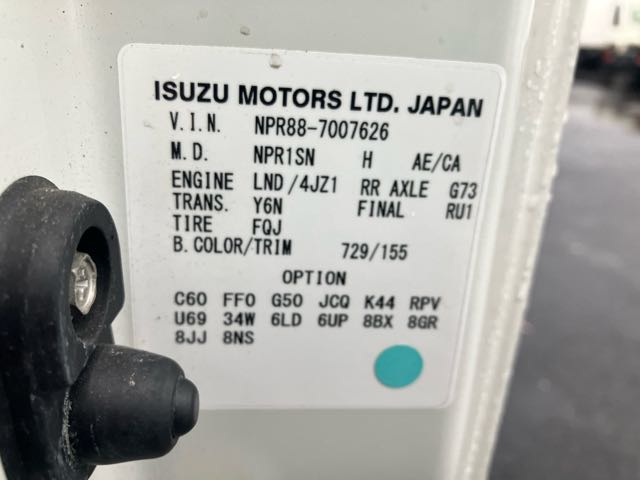 ISUZU MOTORS LTD. JAPAN
V.I.N. NPR88-7007626
M.D. NPR1SN H AE/CA
ENGINE LND/4JZ1 RR AXLE G73
TRANS. Y6N FINAL RU1
TIRE FQJ
B.COLOR/TRIM 729/155
OPTION
C60 FF0 G50 JCQ K44 RPV
U69 34W 6LD 6UP 8BX 8GR
8JJ 8NS